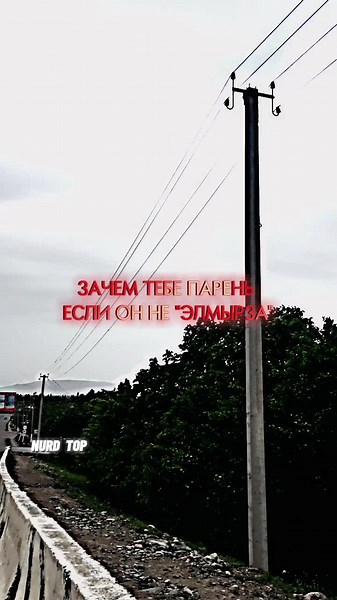 ЗАЧЕМ ТЕБЕ ПАРЕНЬ
ЕСЛИ ОН НЕ "ЭЛМЫРЗА"
NURD TOP